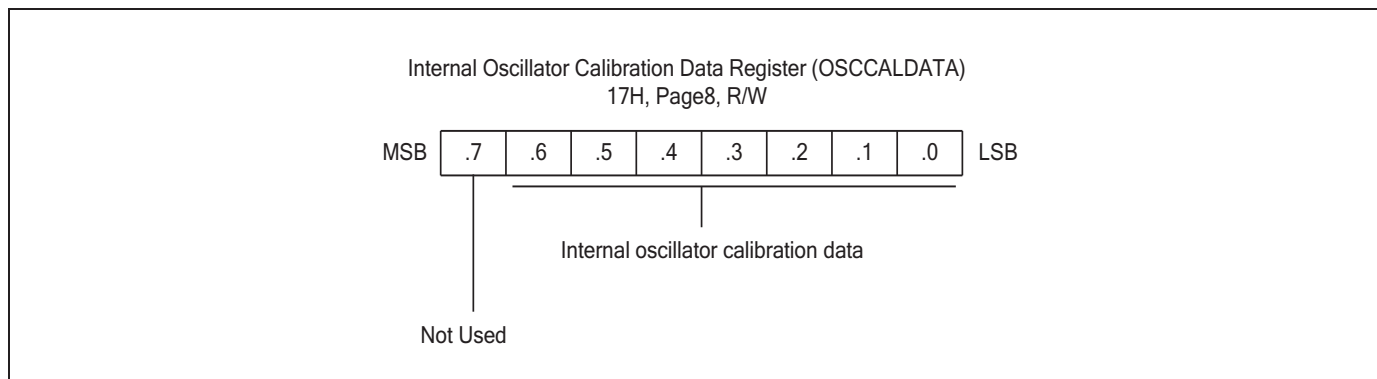 Internal Oscillator Calibration Data Register (OSCCALDATA)
17H, Page8, R/W
MSB .7 .6 .5 .4 .3 .2 .1 .0 LSB
Internal oscillator calibration data
Not Used